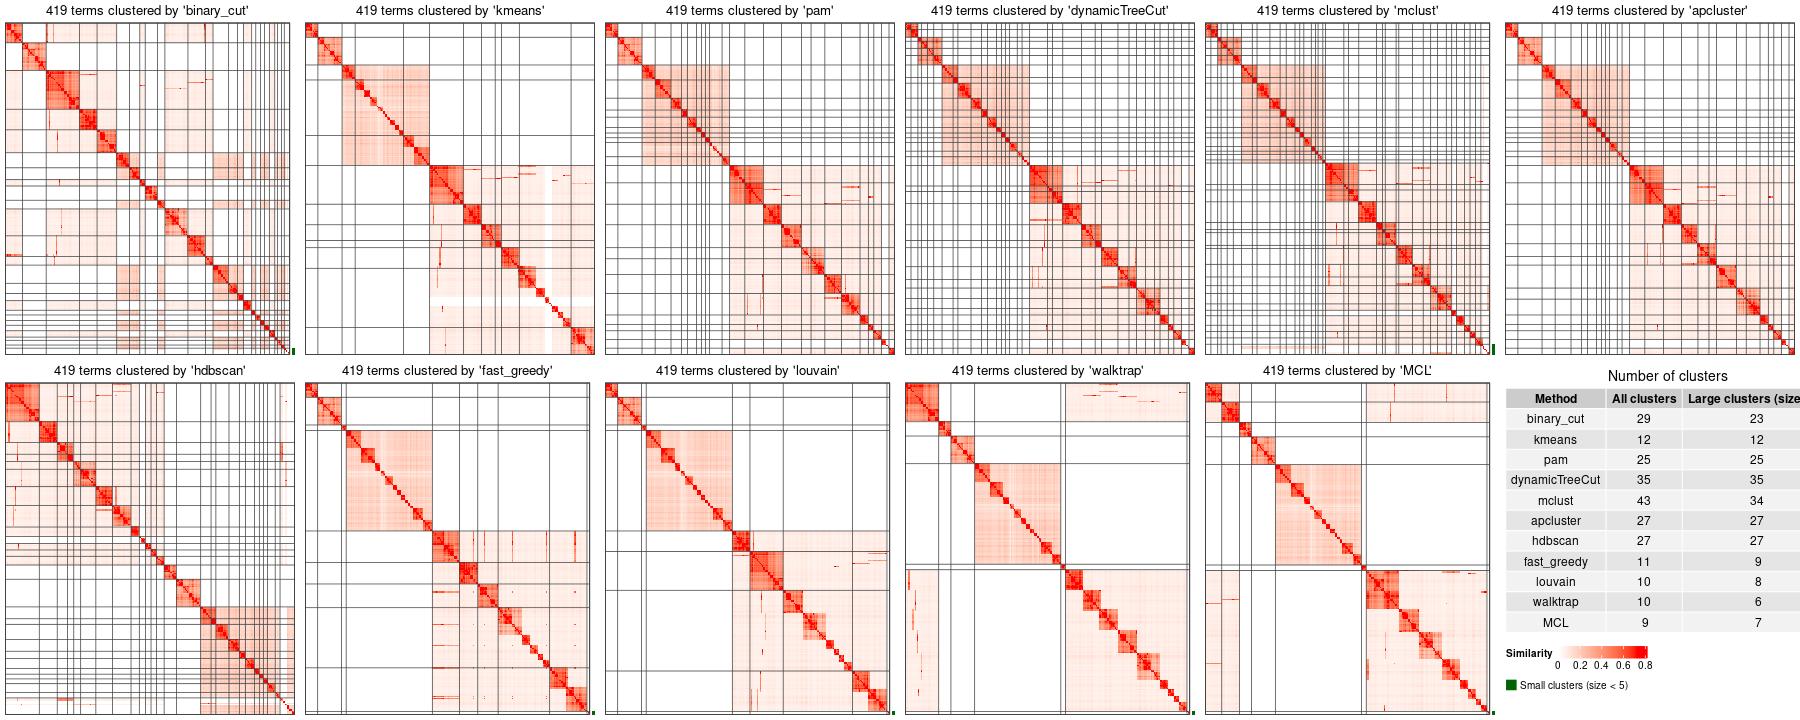 419 terms clustered by 'binary_cut'
419 terms clustered by 'kmeans'
419 terms clustered by 'pam'
419 terms clustered by 'dynamicTreeCut'
419 terms clustered by 'mclust'
419 terms clustered by 'apcluster'
419 terms clustered by 'hdbscan'
419 terms clustered by 'fast_greedy'
419 terms clustered by 'louvain'
419 terms clustered by 'walktrap'
419 terms clustered by 'MCL'
Number of clusters
Method All clusters Large clusters (size
binary_cut 29 23
kmeans 12 12
pam 25 25
dynamicTreeCut 35 35
mclust 43 34
apcluster 27 27
hdbscan 27 27
fast_greedy 11 9
louvain 10 8
walktrap 10 6
MCL 9 7
Similarity
0 0.2 0.4 0.6 0.8
Small clusters (size < 5)